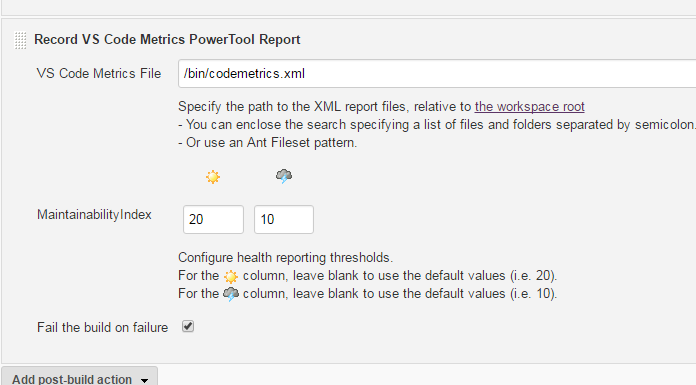 Record VS Code Metrics PowerTool Report
VS Code Metrics File /bin/codemetrics.xml
Specify the path to the XML report files, relative to the workspace root
- You can enclose the search specifying a list of files and folders separated by semicolon.
- Or use an Ant Fileset pattern.
MaintainabilityIndex 20 10
Configure health reporting thresholds.
For the column, leave blank to use the default values (i.e. 20).
For the column, leave blank to use the default values (i.e. 10).
Fail the build on failure
Add post-build action